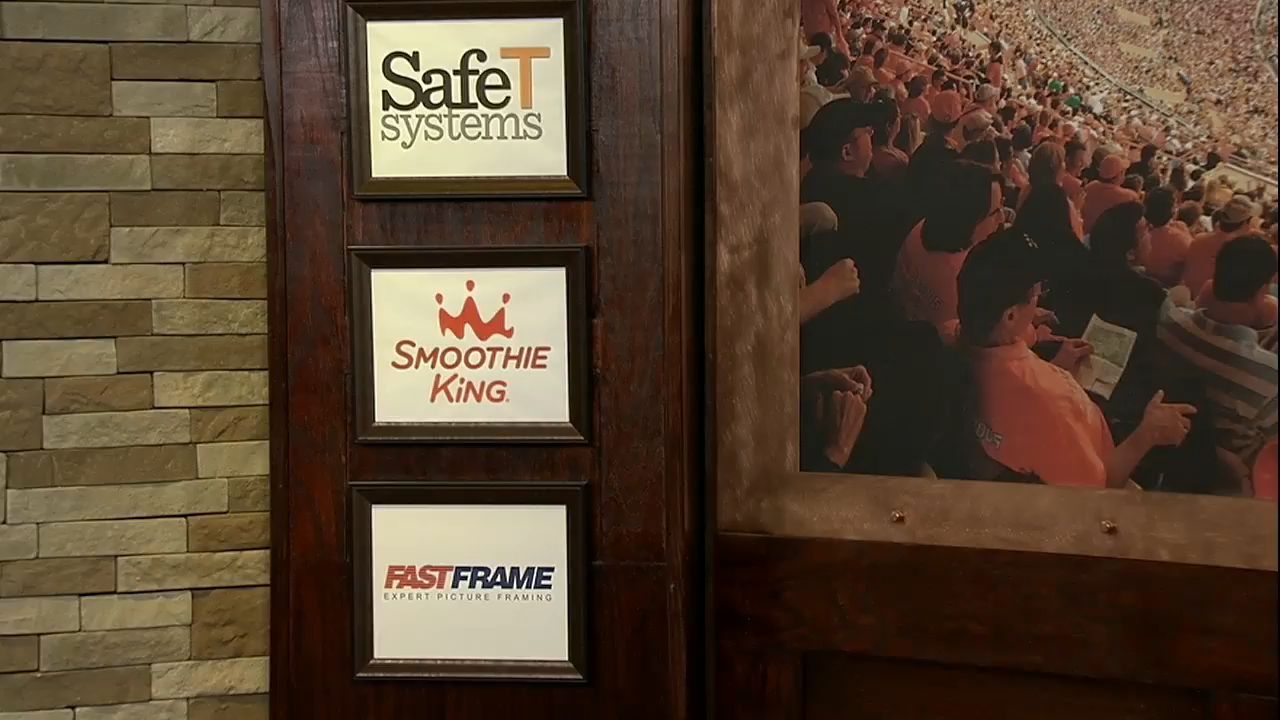 SafeT
systems
SMOOTHIE
KING
FASTFRAME
EXPERT PICTURE FRAMING